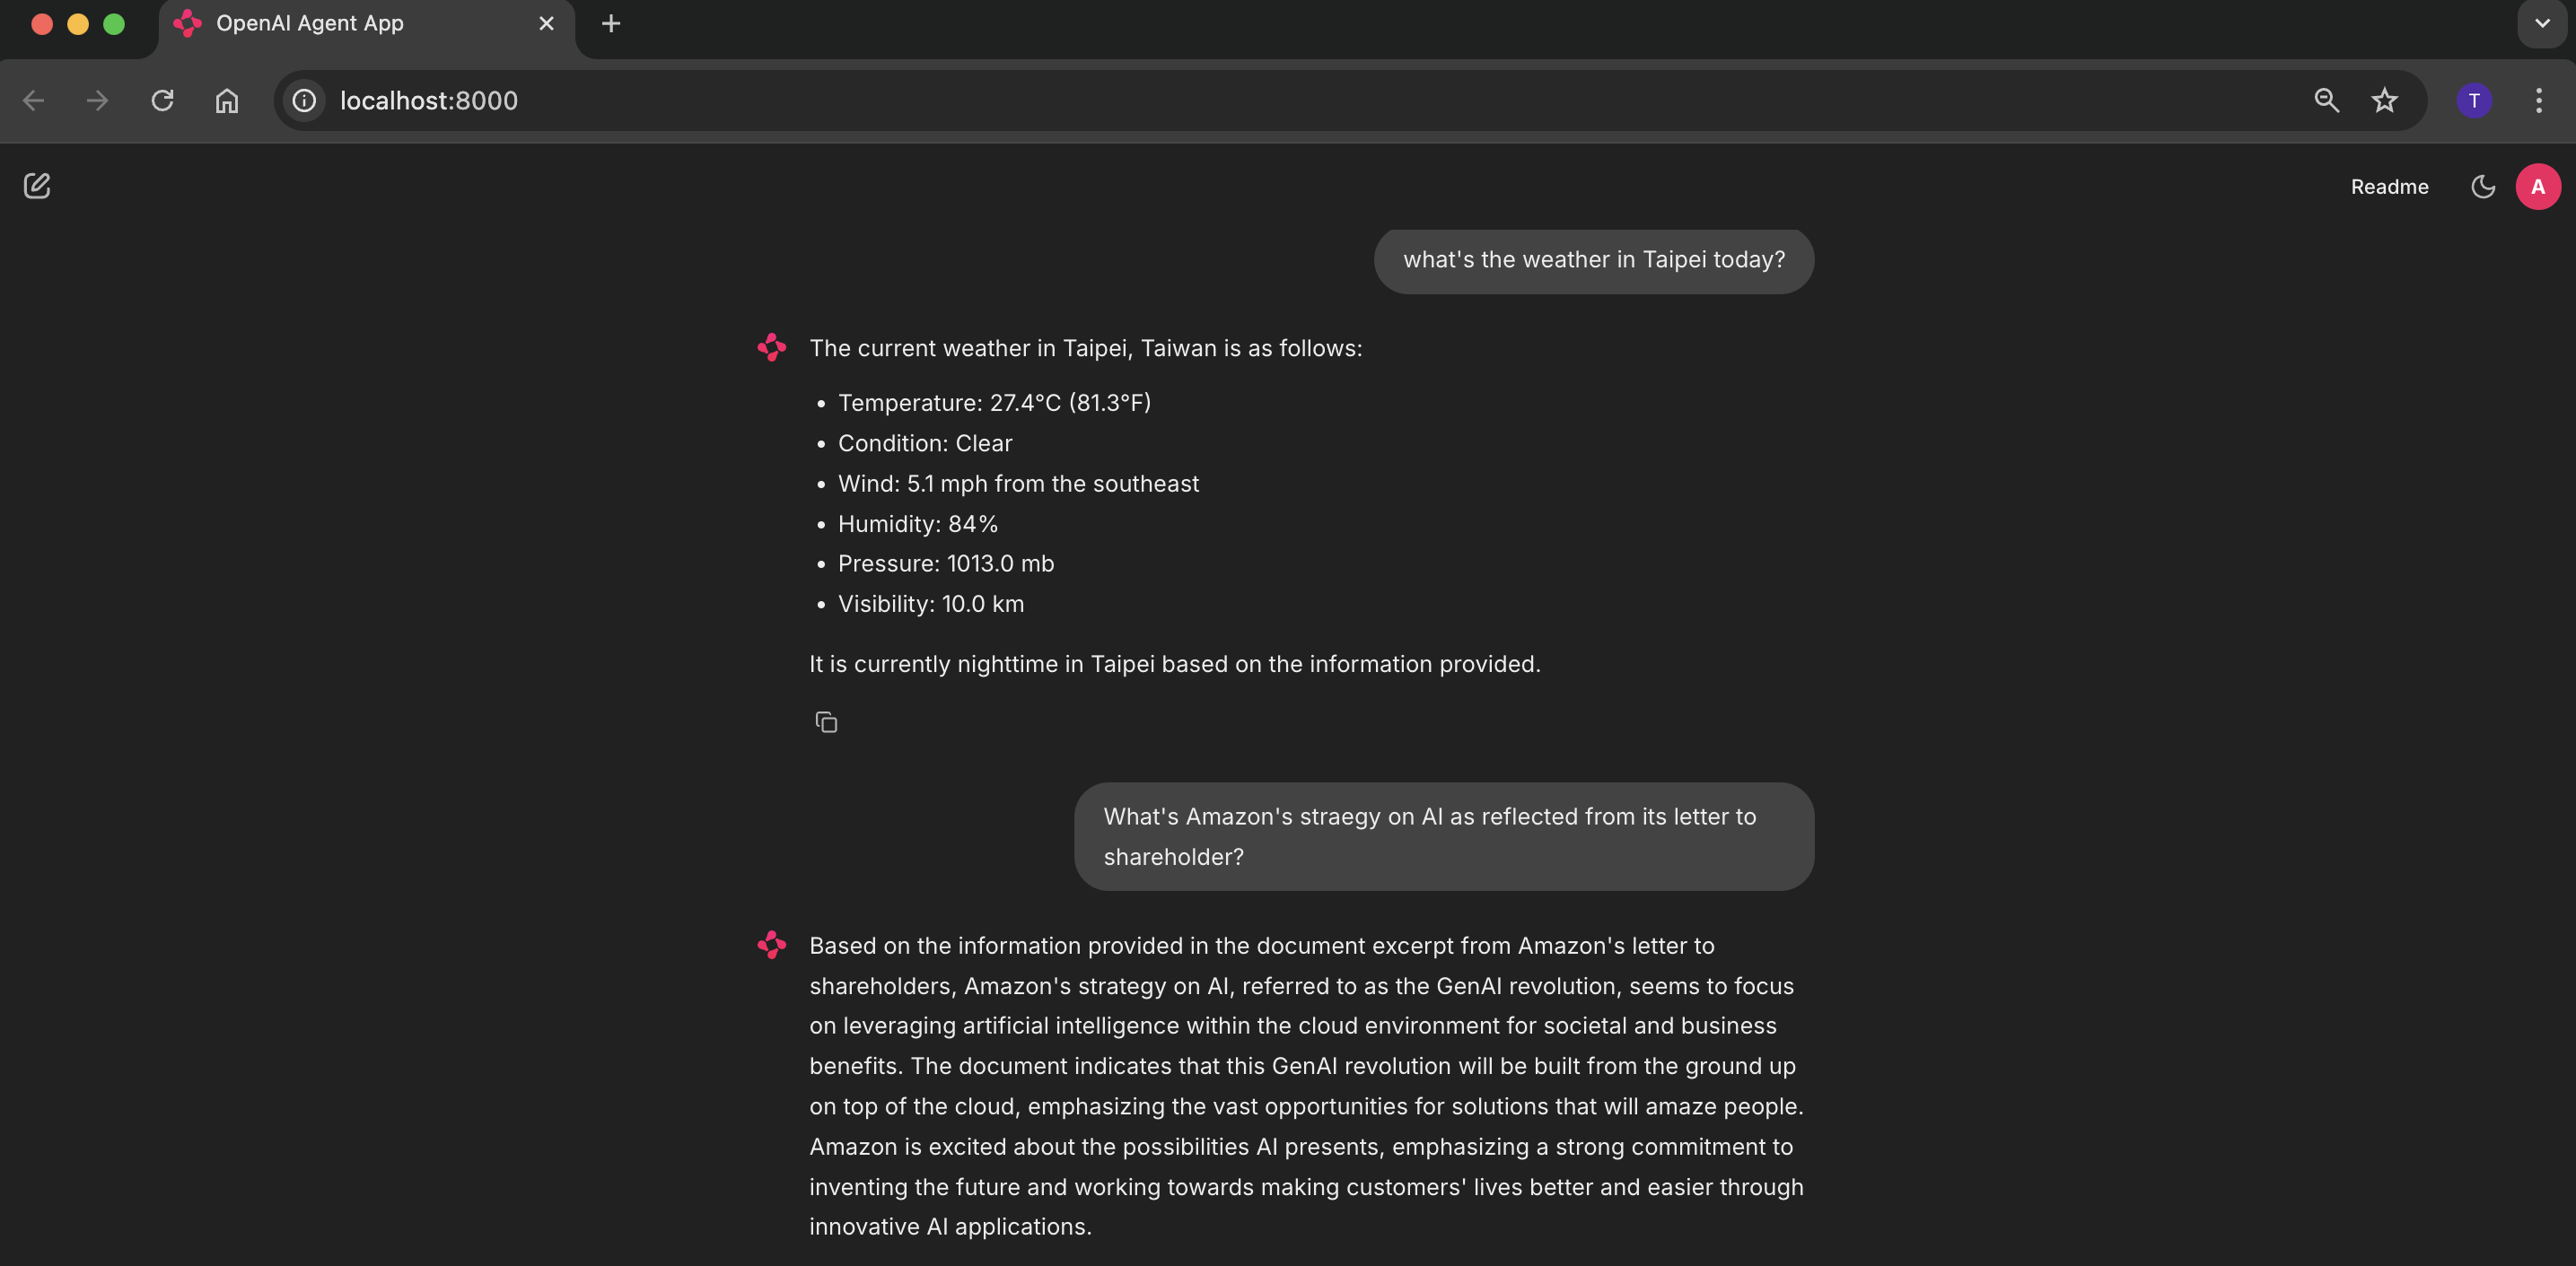 OpenAI Agent App
localhost:8000
T
Readme
A
what's the weather in Taipei today?
The current weather in Taipei, Taiwan is as follows:
• Temperature: 27.4°C (81.3°F)
• Condition: Clear
• Wind: 5.1 mph from the southeast
• Humidity: 84%
• Pressure: 1013.0 mb
• Visibility: 10.0 km
It is currently nighttime in Taipei based on the information provided.
What's Amazon's straegy on AI as reflected from its letter to
shareholder?
Based on the information provided in the document excerpt from Amazon's letter to
shareholders, Amazon's strategy on AI, referred to as the GenAI revolution, seems to focus
on leveraging artificial intelligence within the cloud environment for societal and business
benefits. The document indicates that this GenAI revolution will be built from the ground up
on top of the cloud, emphasizing the vast opportunities for solutions that will amaze people.
Amazon is excited about the possibilities AI presents, emphasizing a strong commitment to
inventing the future and working towards making customers' lives better and easier through
innovative AI applications.